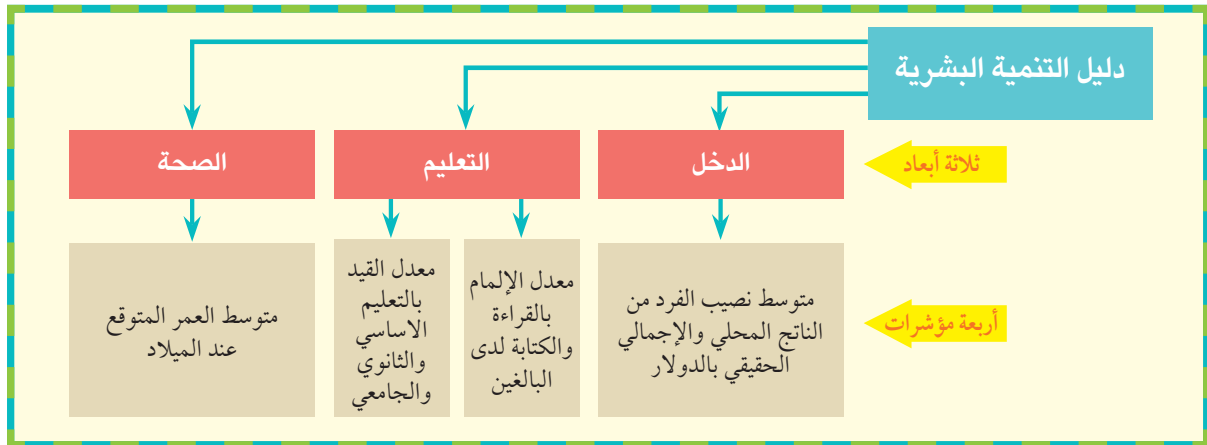 دليل التنمية البشرية
ثلاثة أبعاد
الدخل
التعليم
الصحة
أربعة مؤشرات
متوسط نصيب الفرد من
الناتج المحلي والإجمالي
الحقيقي بالدولار
معدل الإلمام
بالقراءة
والكتابة لدى
البالغين
معدل القيد
بالتعليم
الاساسي
والثانوي
والجامعي
متوسط العمر المتوقع
عند الميلاد